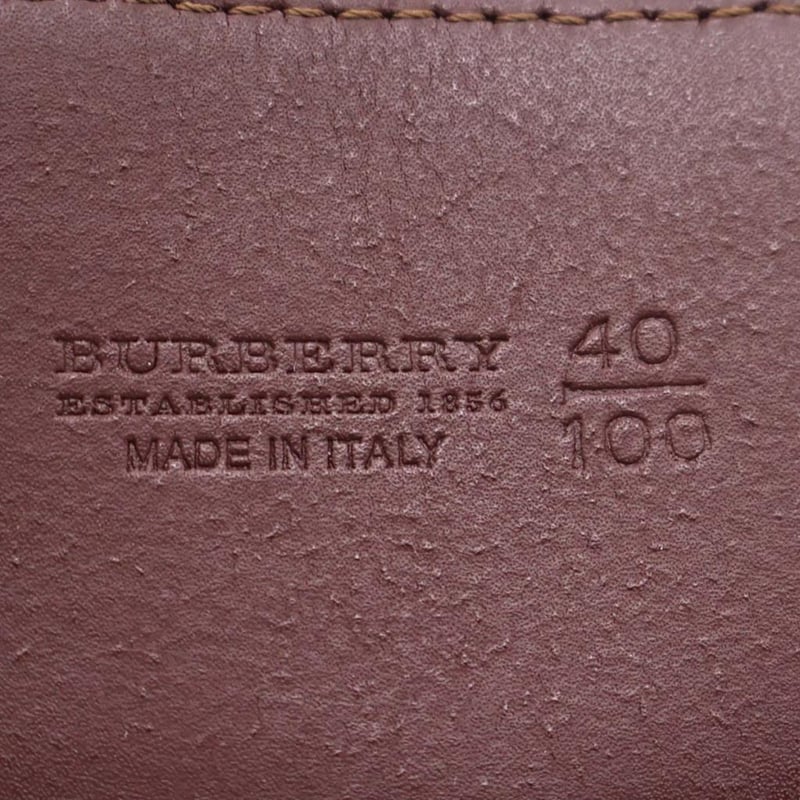 BURBERRY
ESTABLISHED 1856
MADE IN ITALY
40
100